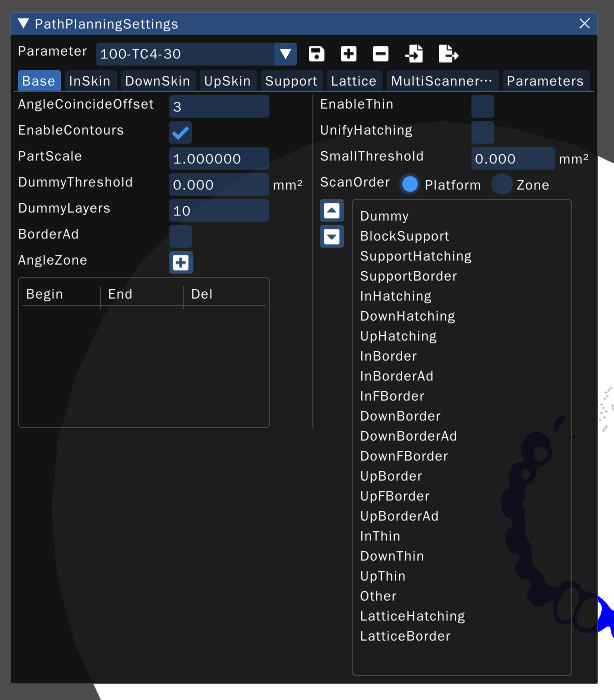 PathPlanningSettings
Parameter 100-TC4-30
Base InSkin DownSkin UpSkin Support Lattice MultiScanner··· Parameters
AngleCoincideOffset 3
EnableContours
PartScale 1.000000
DummyThreshold 0.000 mm²
DummyLayers 10
BorderAd
AngleZone
Begin End Del
EnableThin
UnifyHatching
SmallThreshold 0.000 mm²
ScanOrder Platform Zone
Dummy
BlockSupport
SupportHatching
SupportBorder
InHatching
DownHatching
UpHatching
InBorder
InBorderAd
InFBorder
DownBorder
DownBorderAd
DownFBorder
UpBorder
UpFBorder
UpBorderAd
InThin
DownThin
UpThin
Other
LatticeHatching
LatticeBorder